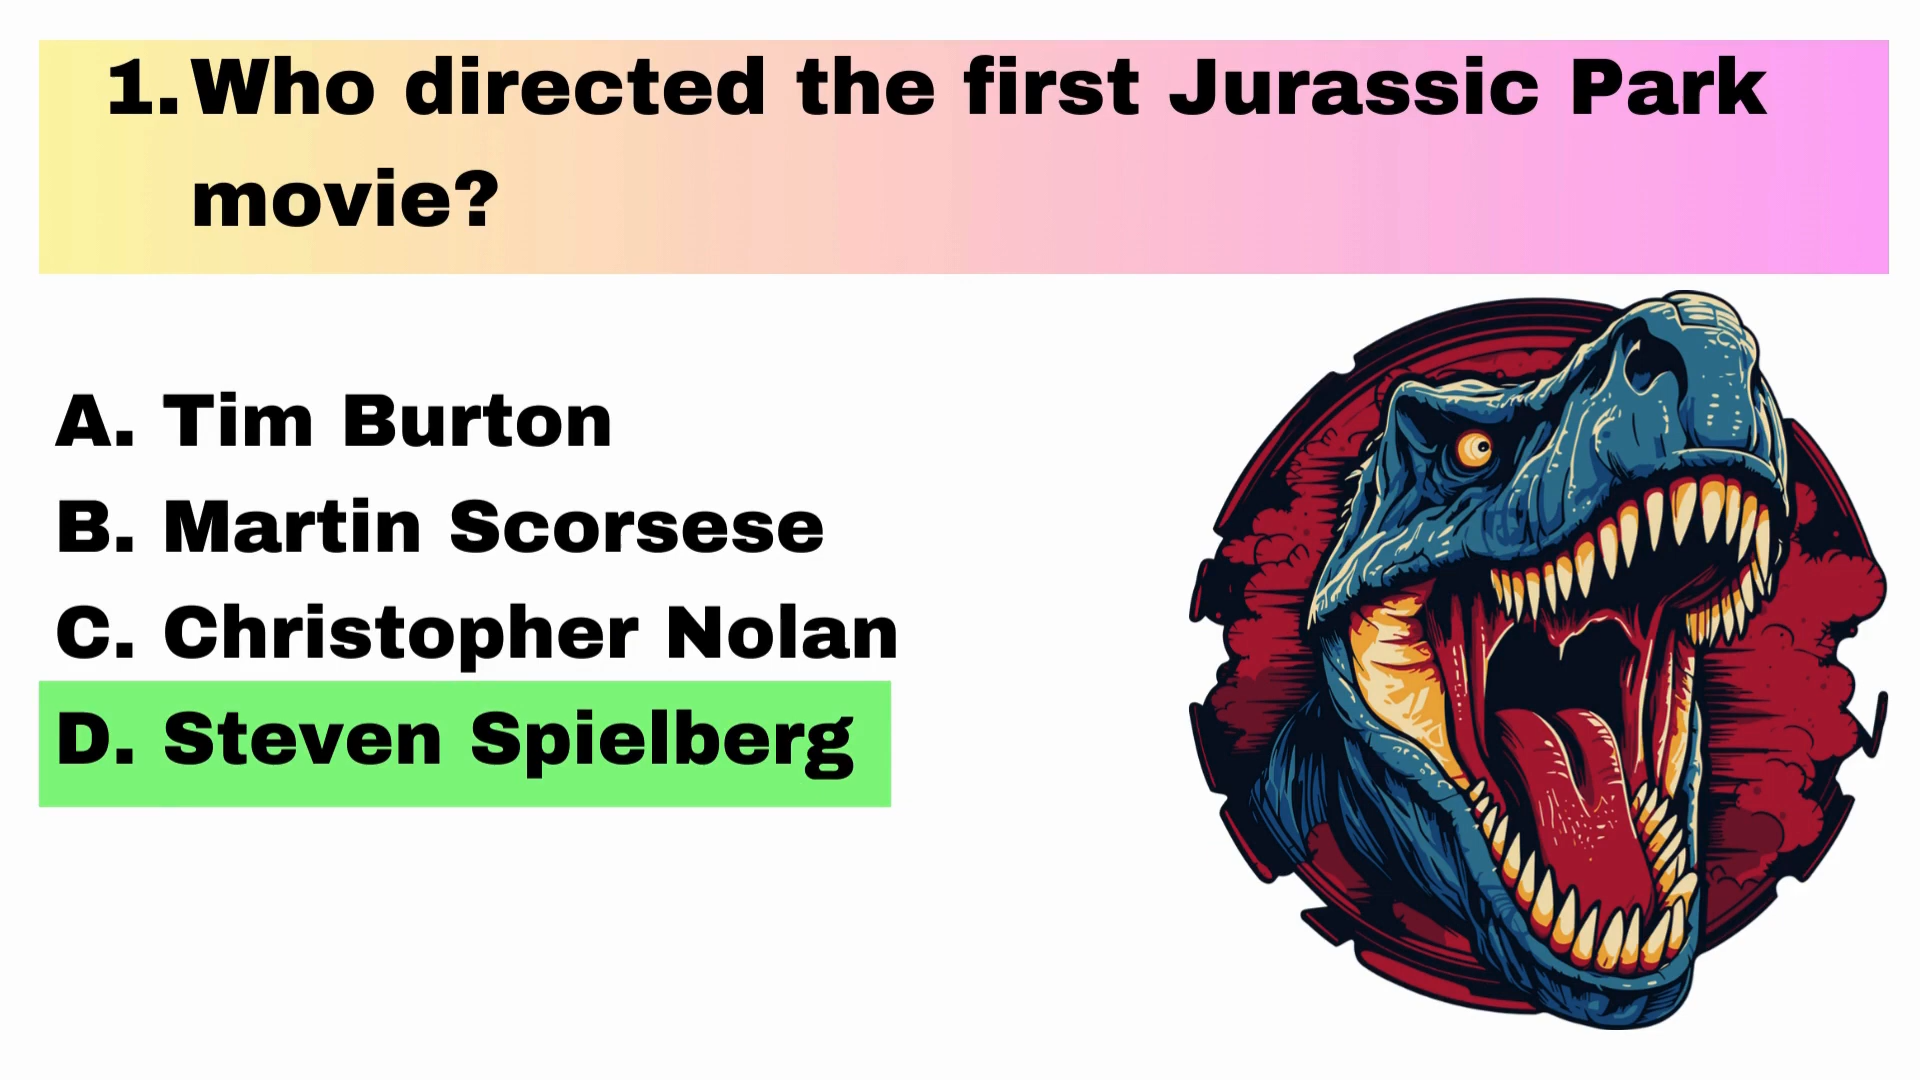 1. Who directed the first Jurassic Park
movie?
A. Tim Burton
B. Martin Scorsese
C. Christopher Nolan
D. Steven Spielberg